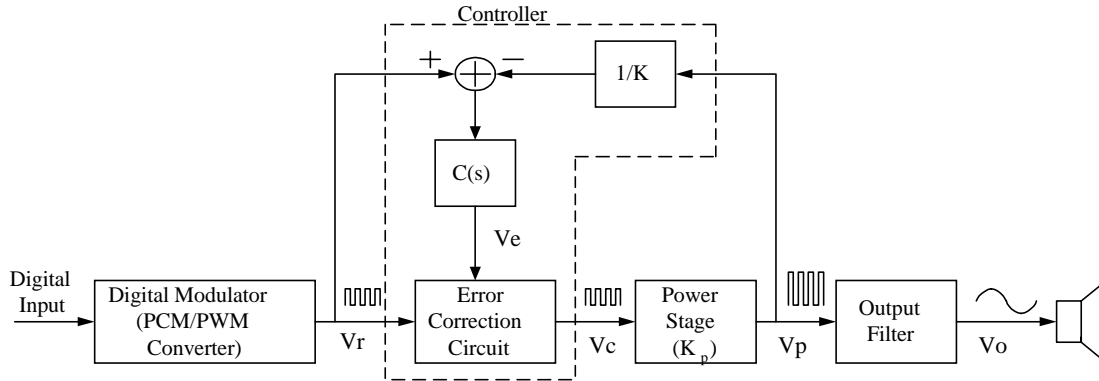 Controller
+
−
1/K
C(s)
Ve
Digital
Input
Digital Modulator
(PCM/PWM
Converter)
Vr
Error
Correction
Circuit
Vc
Power
Stage
(K p)
Vp
Output
Filter
Vo